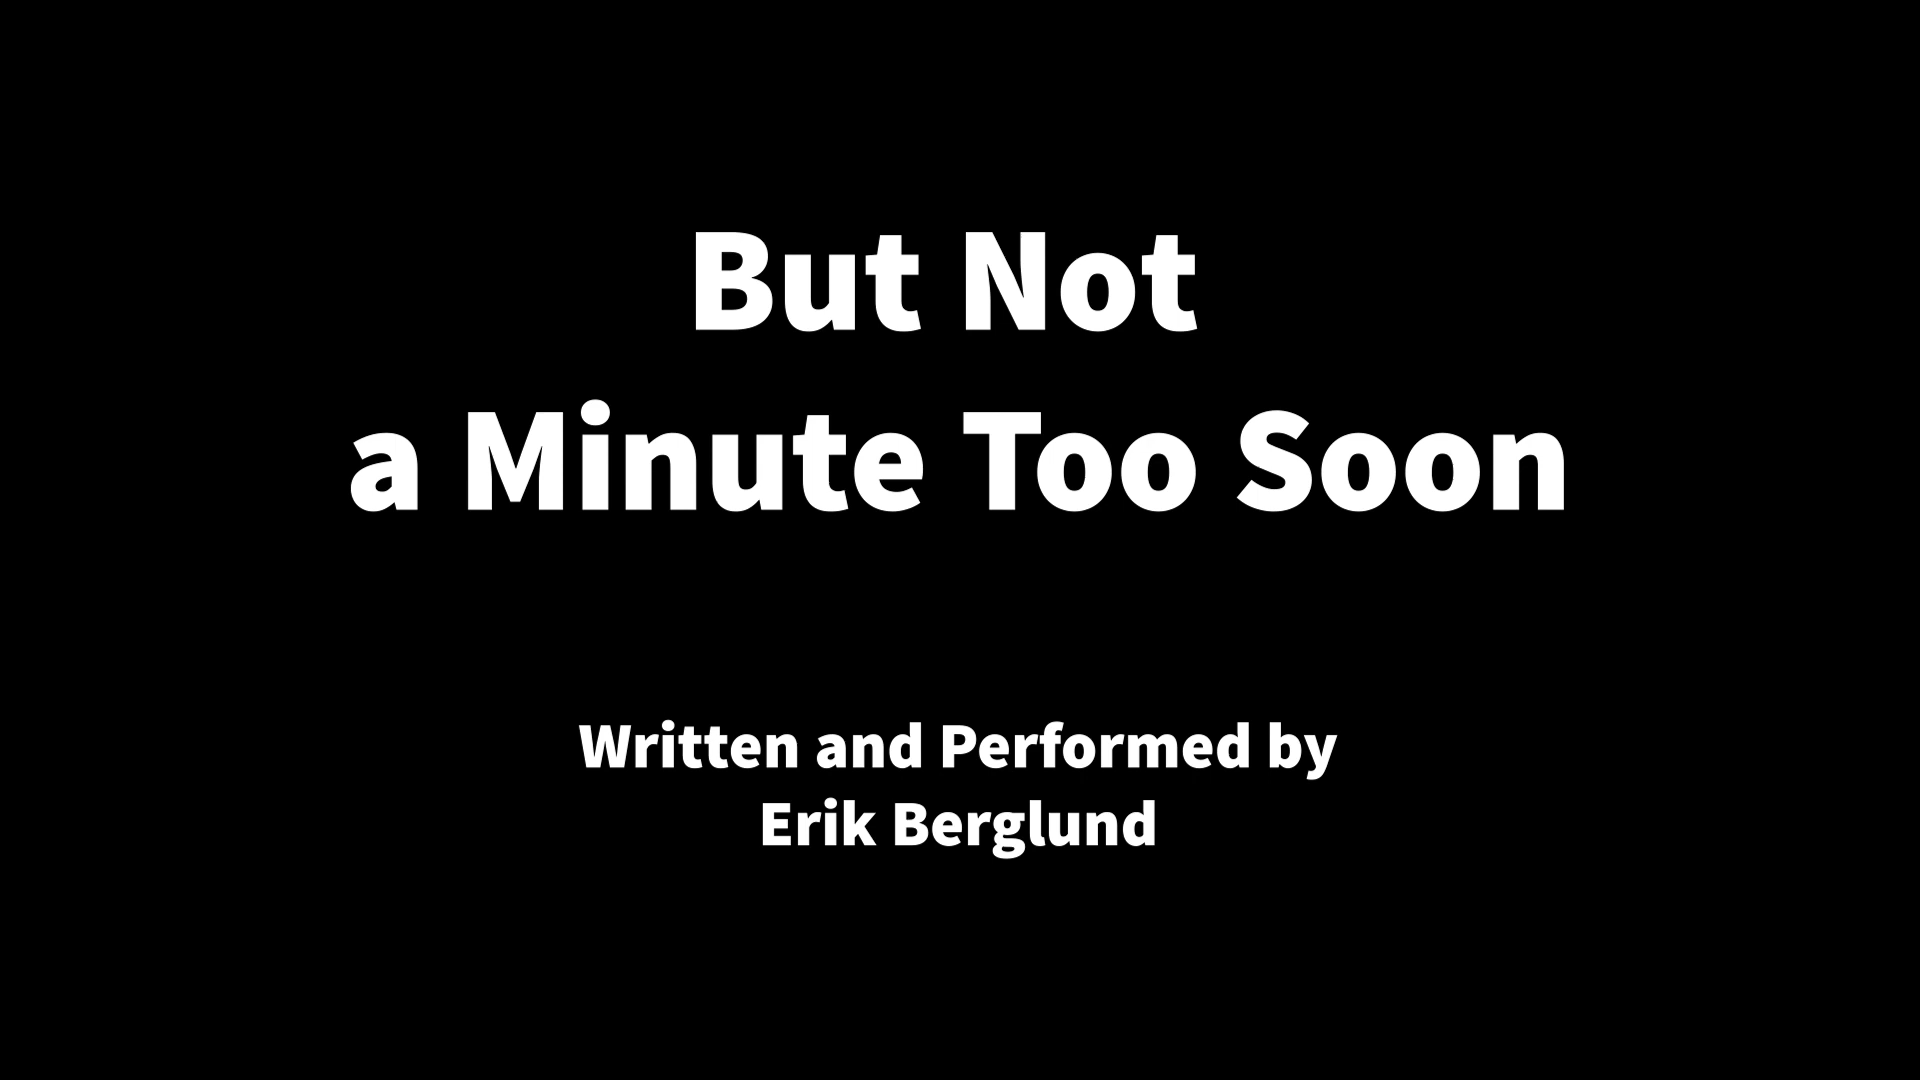 But Not
a Minute Too Soon
Written and Performed by
Erik Berglund